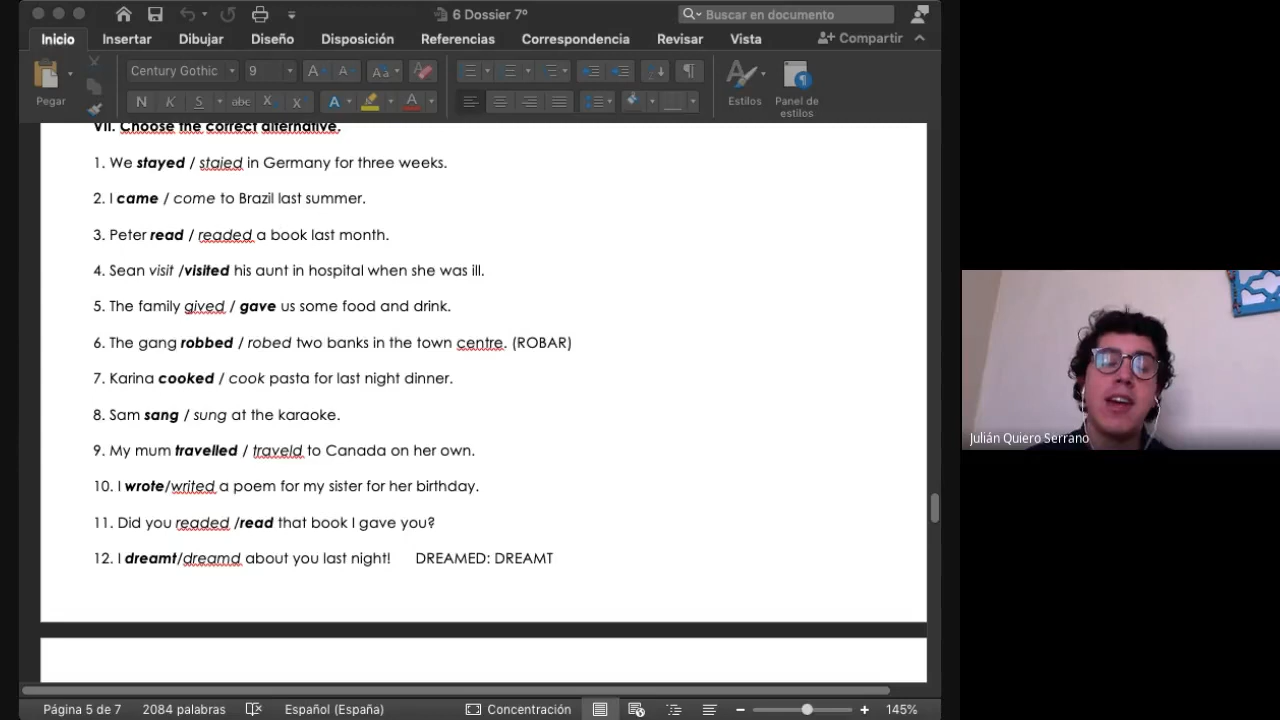 6 Dossier 7º
Buscar en documento
Inicio Insertar Dibujar Diseño Disposición Referencias Correspondencia Revisar Vista Compartir
Pegar
Century Gothic 9
N K S abc X X A A
Estilos
Panel de
estilos
VII. Choose the correct alternative.
1. We stayed / staied in Germany for three weeks.
2. I came / come to Brazil last summer.
3. Peter read / readed a book last month.
4. Sean visit /visited his aunt in hospital when she was ill.
5. The family gived / gave us some food and drink.
6. The gang robbed / robed two banks in the town centre. (ROBAR)
7. Karina cooked / cook pasta for last night dinner.
8. Sam sang / sung at the karaoke.
9. My mum travelled / traveld to Canada on her own.
10. I wrote/writed a poem for my sister for her birthday.
11. Did you readed /read that book I gave you?
12. I dreamt/dreamd about you last night! DREAMED: DREAMT
Julián Quiero Serrano
Página 5 de 7 2084 palabras Español (España) Concentración 145%